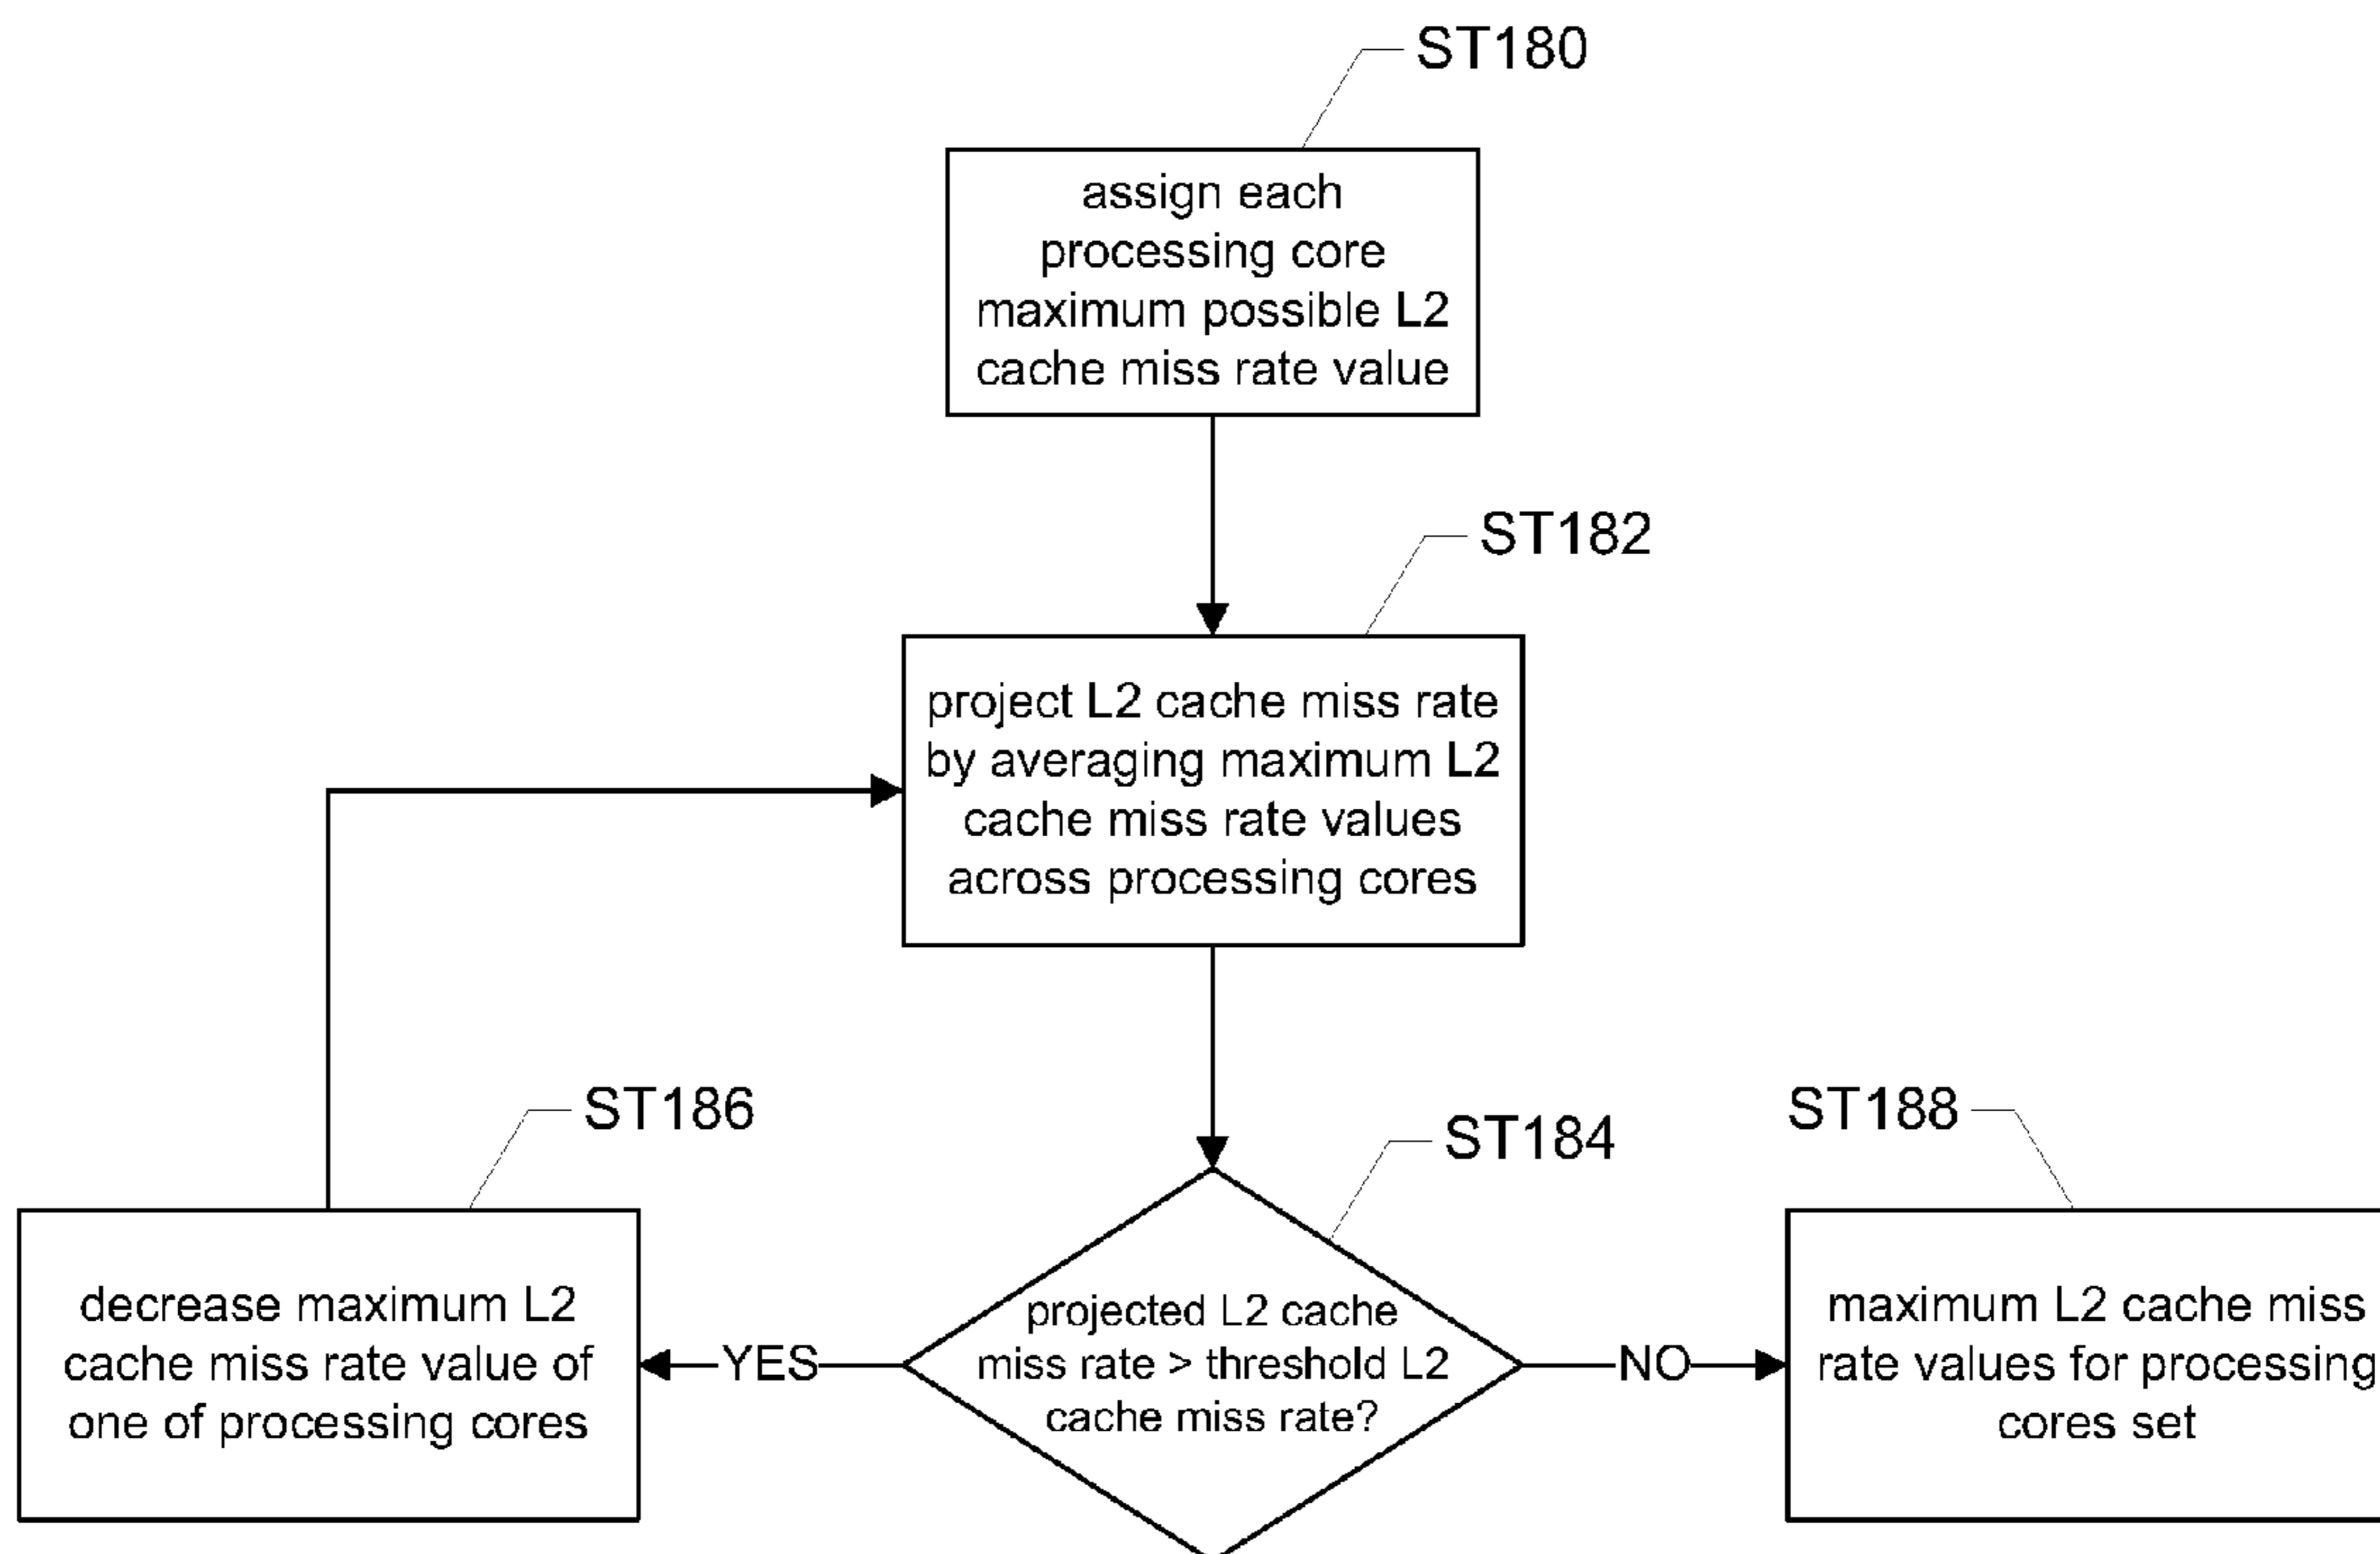 ST180
assign each
processing core
maximum possible L2
cache miss rate value
ST182
project L2 cache miss rate
by averaging maximum L2
cache miss rate values
across processing cores
ST186
decrease maximum L2
cache miss rate value of
one of processing cores
YES
ST184
projected L2 cache
miss rate > threshold L2
cache miss rate?
NO
ST188
maximum L2 cache miss
rate values for processing
cores set